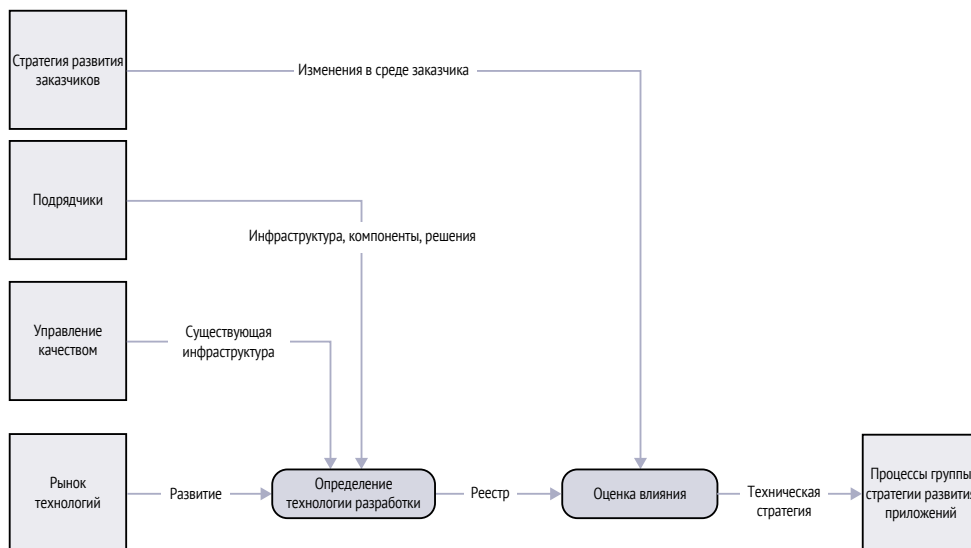 Стратегия развития
заказчиков
Изменения в среде заказчика
Подрядчики
Инфраструктура, компоненты, решения
Управление
качеством
Существующая
инфраструктура
Рынок
технологий
Развитие
Определение
технологии разработки
Реестр
Оценка влияния
Техническая
стратегия
Процессы группы
стратегии развития
приложений